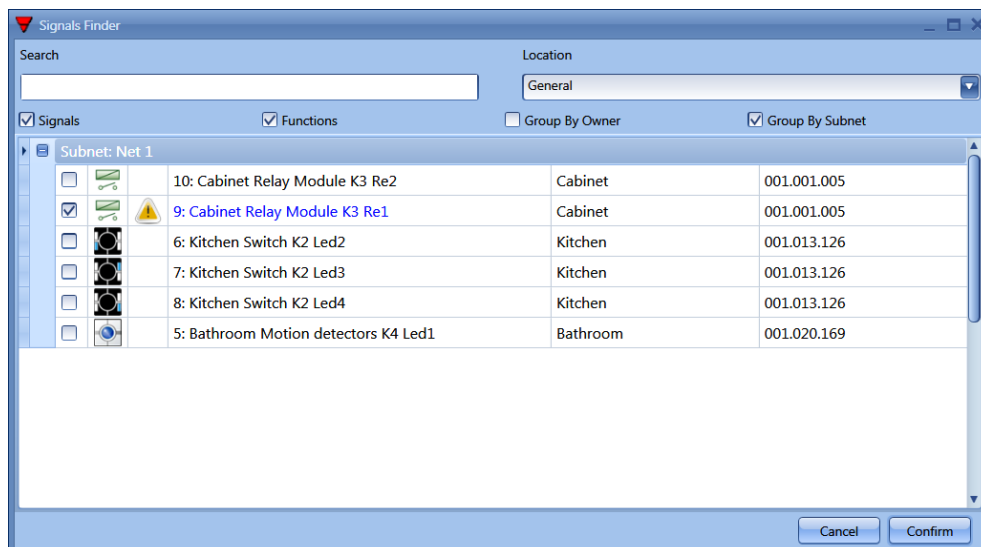 Signals Finder
Search Location
General
Signals Functions Group By Owner Group By Subnet
Subnet: Net 1
10: Cabinet Relay Module K3 Re2 Cabinet 001.001.005
9: Cabinet Relay Module K3 Re1 Cabinet 001.001.005
6: Kitchen Switch K2 Led2 Kitchen 001.013.126
7: Kitchen Switch K2 Led3 Kitchen 001.013.126
8: Kitchen Switch K2 Led4 Kitchen 001.013.126
5: Bathroom Motion detectors K4 Led1 Bathroom 001.020.169
Cancel Confirm